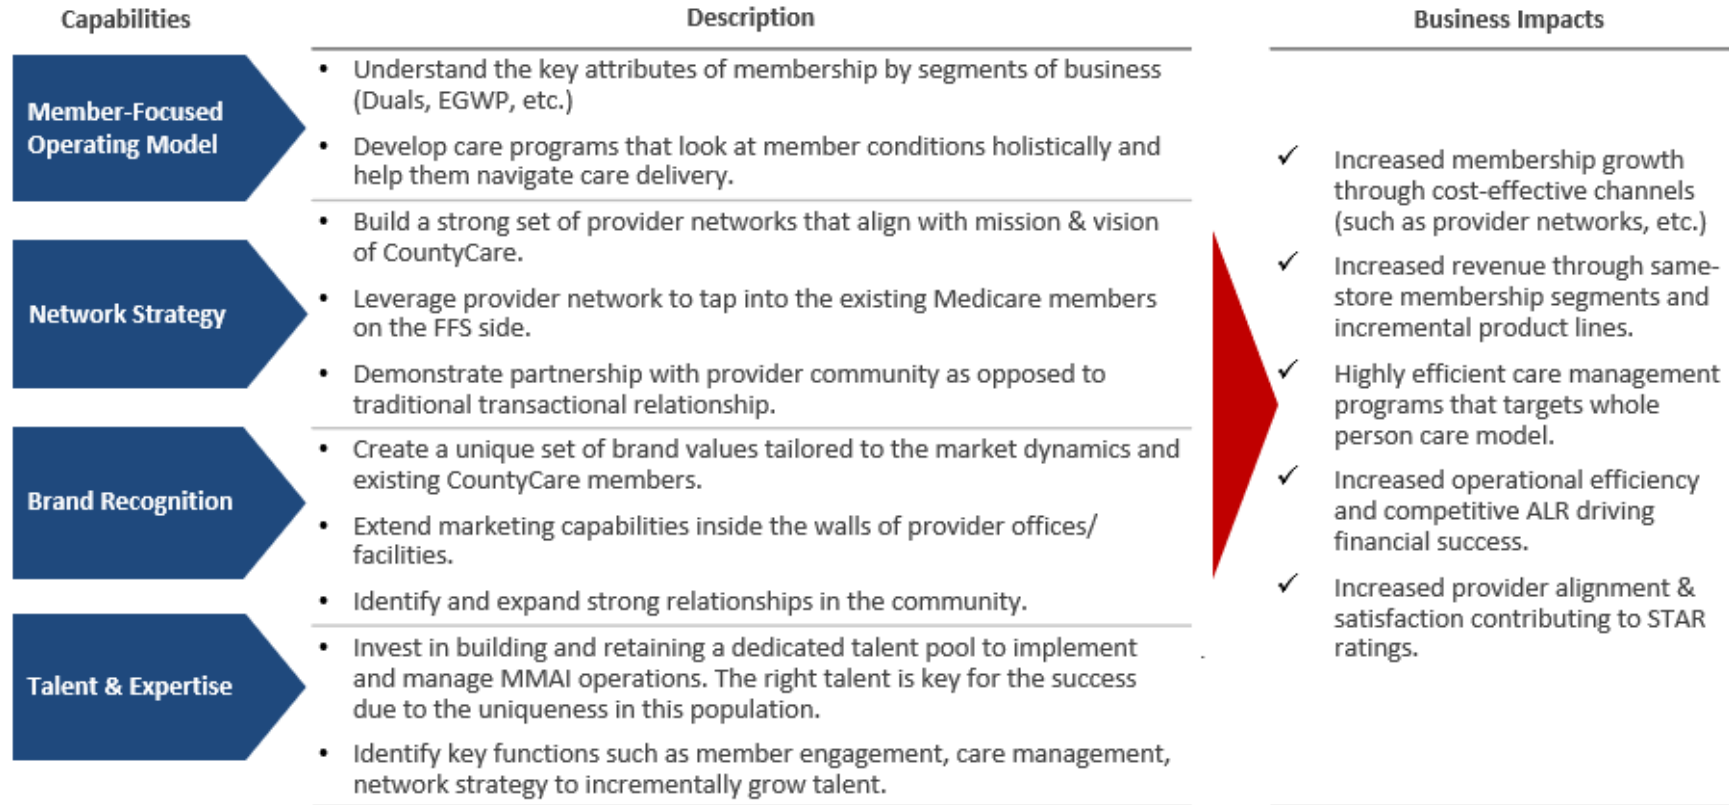 Capabilities
Description
Business Impacts
Member-Focused
Operating Model
• Understand the key attributes of membership by segments of business
(Duals, EGWP, etc.)
• Develop care programs that look at member conditions holistically and
help them navigate care delivery.
Network Strategy
• Build a strong set of provider networks that align with mission & vision
of CountyCare.
• Leverage provider network to tap into the existing Medicare members
on the FFS side.
• Demonstrate partnership with provider community as opposed to
traditional transactional relationship.
Brand Recognition
• Create a unique set of brand values tailored to the market dynamics and
existing CountyCare members.
• Extend marketing capabilities inside the walls of provider offices/
facilities.
• Identify and expand strong relationships in the community.
Talent & Expertise
• Invest in building and retaining a dedicated talent pool to implement
and manage MMAI operations. The right talent is key for the success
due to the uniqueness in this population.
• Identify key functions such as member engagement, care management,
network strategy to incrementally grow talent.
✓ Increased membership growth
through cost-effective channels
(such as provider networks, etc.)
✓ Increased revenue through same-
store membership segments and
incremental product lines.
✓ Highly efficient care management
programs that targets whole
person care model.
✓ Increased operational efficiency
and competitive ALR driving
financial success.
✓ Increased provider alignment &
satisfaction contributing to STAR
ratings.